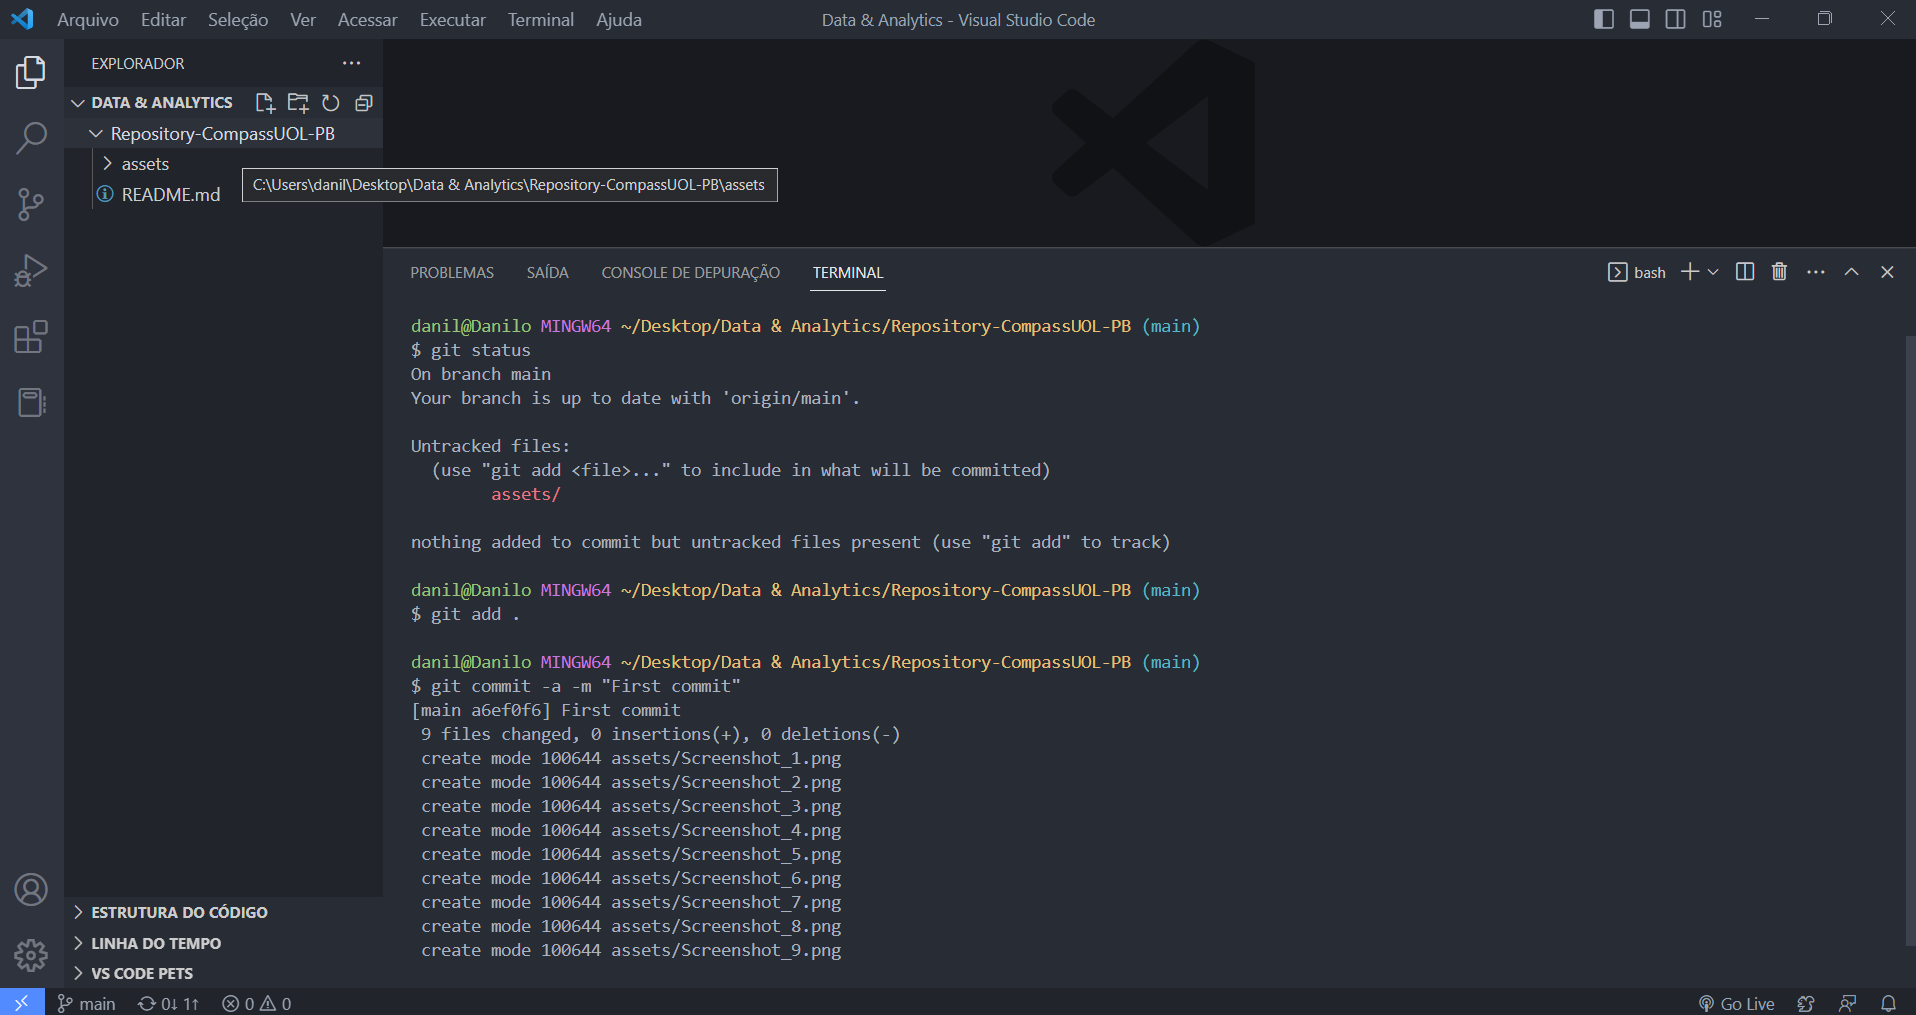 Arquivo Editar Seleção Ver Acessar Executar Terminal Ajuda
Data & Analytics - Visual Studio Code
EXPLORADOR
DATA & ANALYTICS
Repository-CompassUOL-PB
assets
README.md
C:\Users\danil\Desktop\Data & Analytics\Repository-CompassUOL-PB\assets
PROBLEMAS SAÍDA CONSOLE DE DEPURAÇÃO TERMINAL
bash
danil@Danilo MINGW64 ~/Desktop/Data & Analytics/Repository-CompassUOL-PB (main)
$ git status
On branch main
Your branch is up to date with 'origin/main'.
Untracked files:
(use "git add <file>..." to include in what will be committed)
assets/
nothing added to commit but untracked files present (use "git add" to track)
danil@Danilo MINGW64 ~/Desktop/Data & Analytics/Repository-CompassUOL-PB (main)
$ git add .
danil@Danilo MINGW64 ~/Desktop/Data & Analytics/Repository-CompassUOL-PB (main)
$ git commit -a -m "First commit"
[main a6ef0f6] First commit
9 files changed, 0 insertions(+), 0 deletions(-)
create mode 100644 assets/Screenshot_1.png
create mode 100644 assets/Screenshot_2.png
create mode 100644 assets/Screenshot_3.png
create mode 100644 assets/Screenshot_4.png
create mode 100644 assets/Screenshot_5.png
create mode 100644 assets/Screenshot_6.png
create mode 100644 assets/Screenshot_7.png
create mode 100644 assets/Screenshot_8.png
create mode 100644 assets/Screenshot_9.png
ESTRUTURA DO CÓDIGO
LINHA DO TEMPO
VS CODE PETS
main 0↓ 1↑ 0 0
Go Live